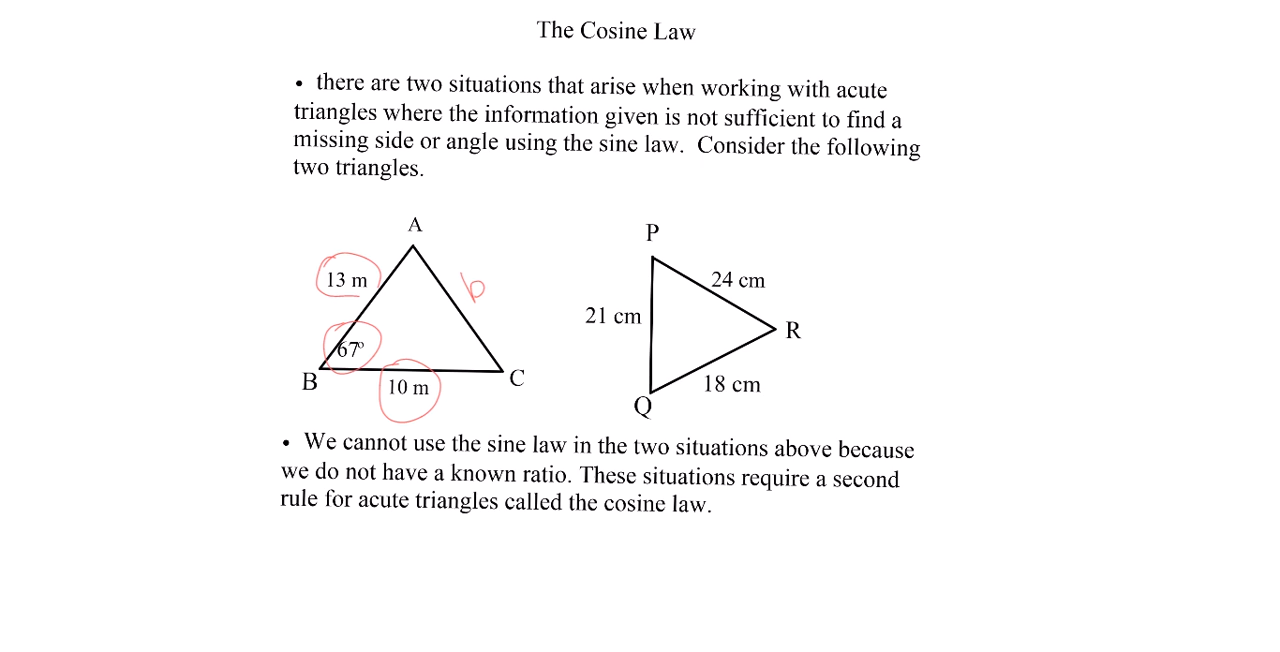 The Cosine Law
• there are two situations that arise when working with acute
triangles where the information given is not sufficient to find a
missing side or angle using the sine law. Consider the following
two triangles.
A
P
13 m
b
24 cm
21 cm
R
67º
B
10 m
C
18 cm
Q
• We cannot use the sine law in the two situations above because
we do not have a known ratio. These situations require a second
rule for acute triangles called the cosine law.